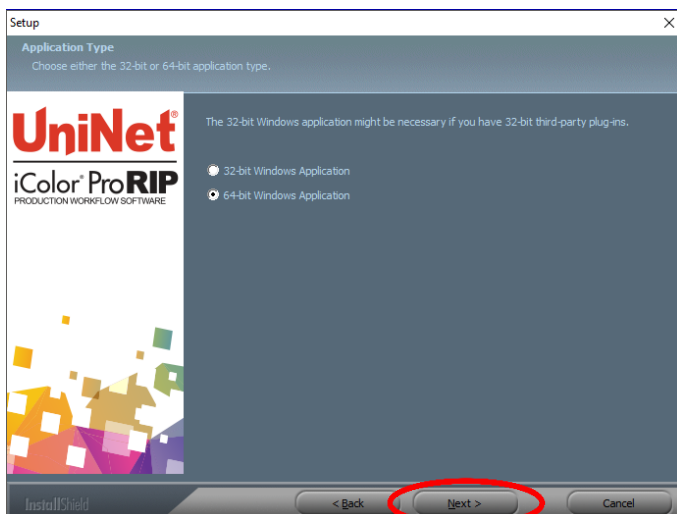 Setup
Application Type
Choose either the 32-bit or 64-bit application type.
UniNet®
iColor® ProRIP
PRODUCTION WORKFLOW SOFTWARE
The 32-bit Windows application might be necessary if you have 32-bit third-party plug-ins.
32-bit Windows Application
64-bit Windows Application
InstallShield
< Back
Next >
Cancel